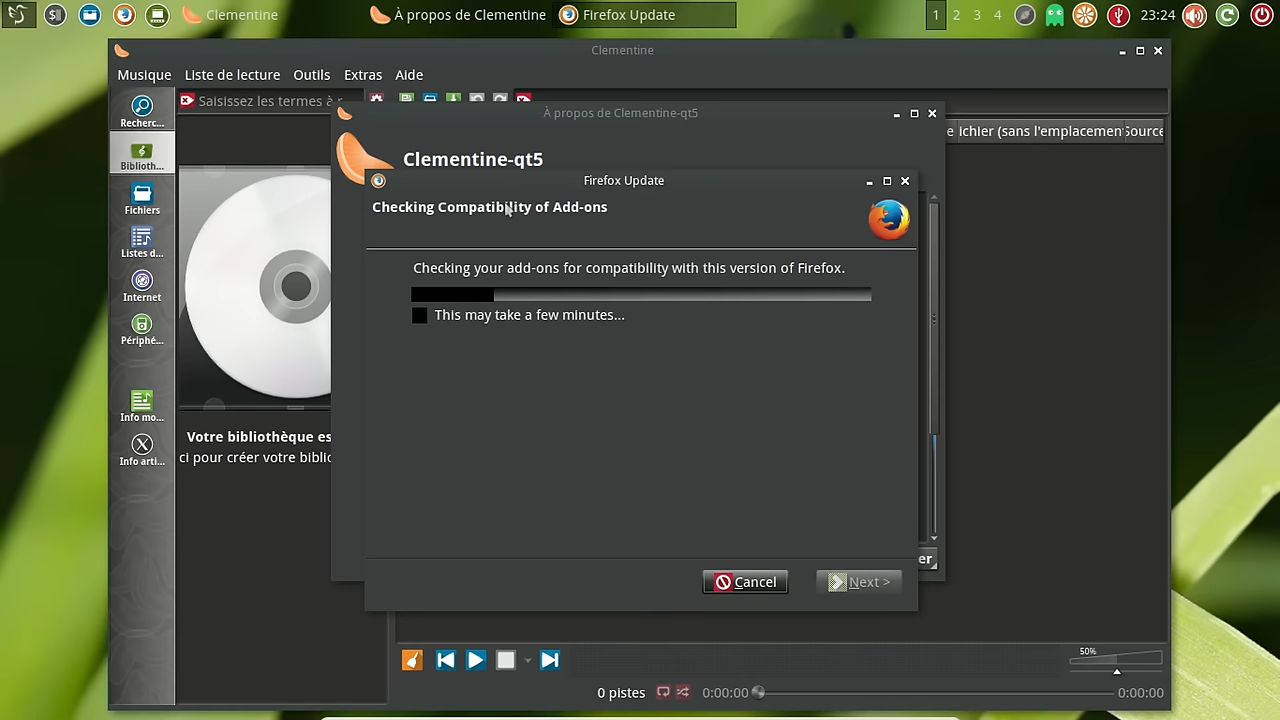 Clementine
À propos de Clementine
Firefox Update
1 2 3 4
23:24
Clementine
Musique Liste de lecture Outils Extras Aide
Saisissez les termes à r
Recherc...
Biblioth...
Fichiers
Listes d...
Internet
Périphé...
Info mo...
Info arti...
Votre bibliothèque es
ci pour créer votre biblio
À propos de Clementine-qt5
Clementine-qt5
e ichier (sans l'emplacement Source
Firefox Update
Checking Compatibility of Add-ons
Checking your add-ons for compatibility with this version of Firefox.
This may take a few minutes...
Cancel
Next >
er
50%
0 pistes
0:00:00
0:00:00